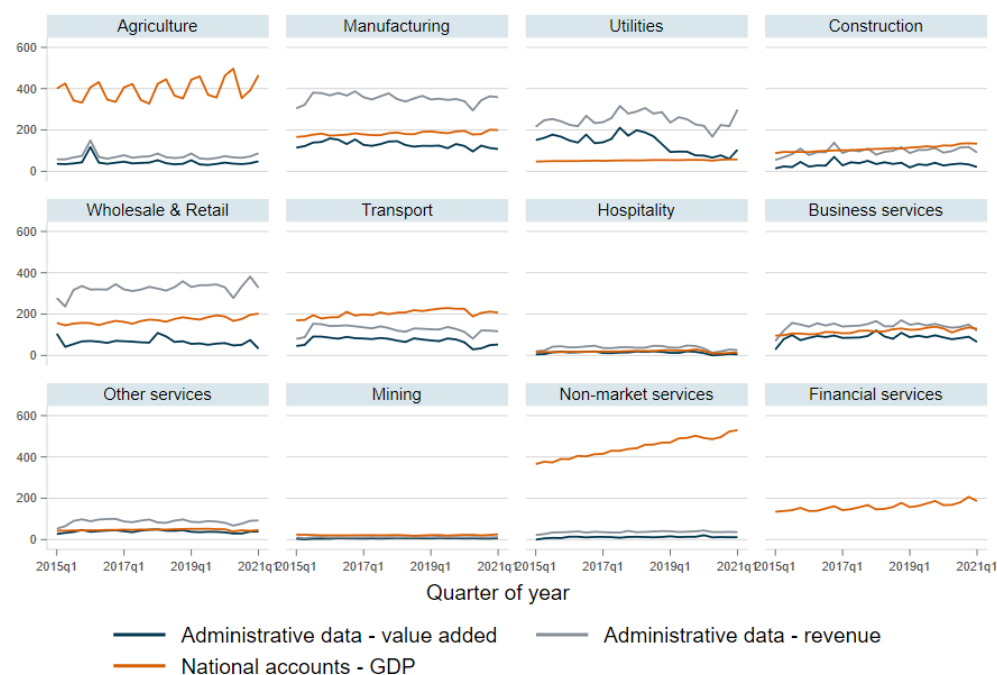 Agriculture Manufacturing Utilities Construction
600
400
200
0
Wholesale & Retail Transport Hospitality Business services
600
400
200
0
Other services Mining Non-market services Financial services
600
400
200
0
2015q1 2017q1 2019q1 2021q1 2015q1 2017q1 2019q1 2021q1 2015q1 2017q1 2019q1 2021q1 2015q1 2017q1 2019q1 2021q1
Quarter of year
Administrative data - value added Administrative data - revenue
National accounts - GDP